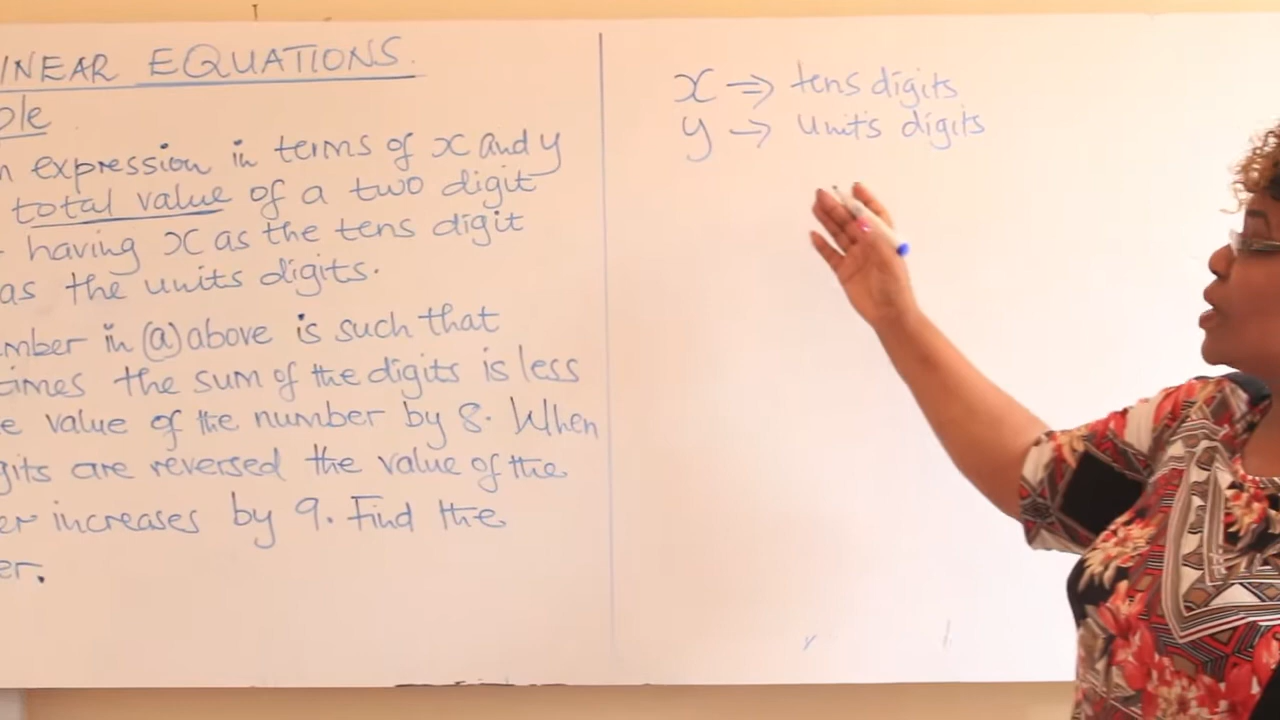 INEAR EQUATIONS.
ple
n expression in terms of x and y
total value of a two digit
r having x as the tens digit
as the units digits.
mber in (a) above is such that
times the sum of the digits is less
e value of the number by 8. When
gits are reversed the value of the
er increases by 9. Find the
er.
x ⇒ tens digits
y → units digits